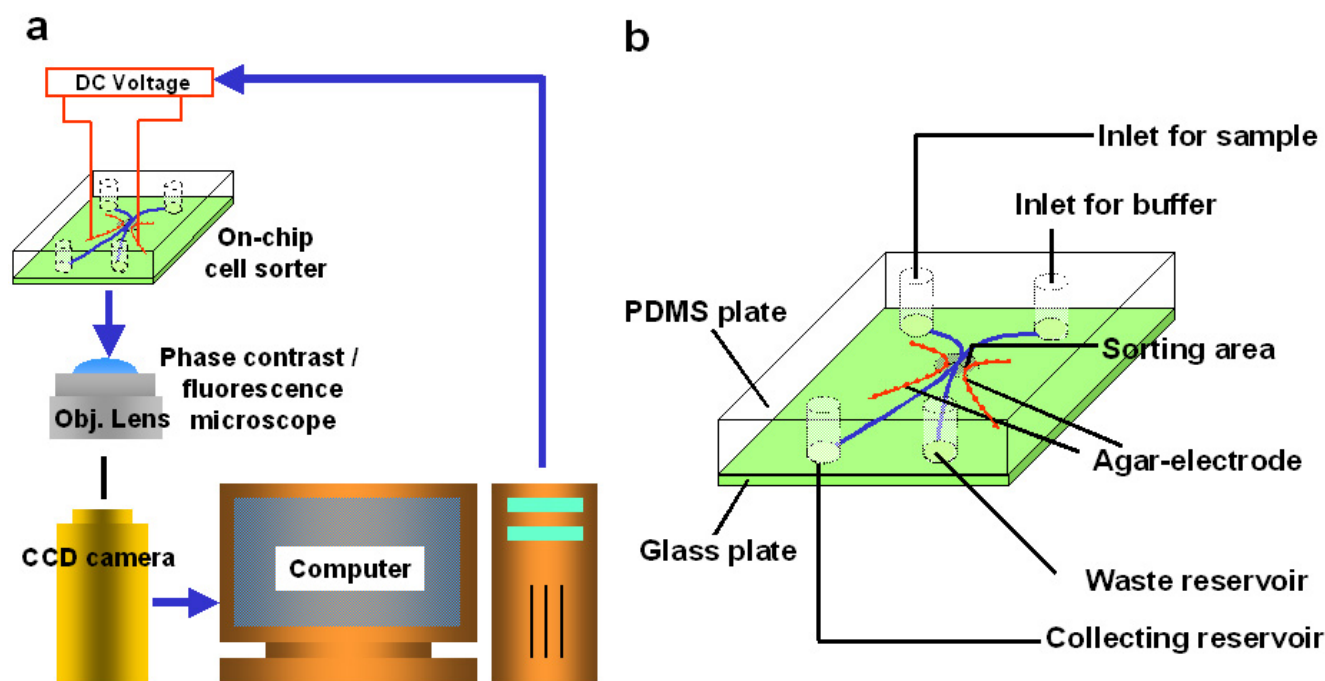 a
DC Voltage
On-chip
cell sorter
Phase contrast /
fluorescence
microscope
Obj. Lens
CCD camera
Computer
b
Inlet for sample
Inlet for buffer
PDMS plate
Sorting area
Agar-electrode
Glass plate
Waste reservoir
Collecting reservoir